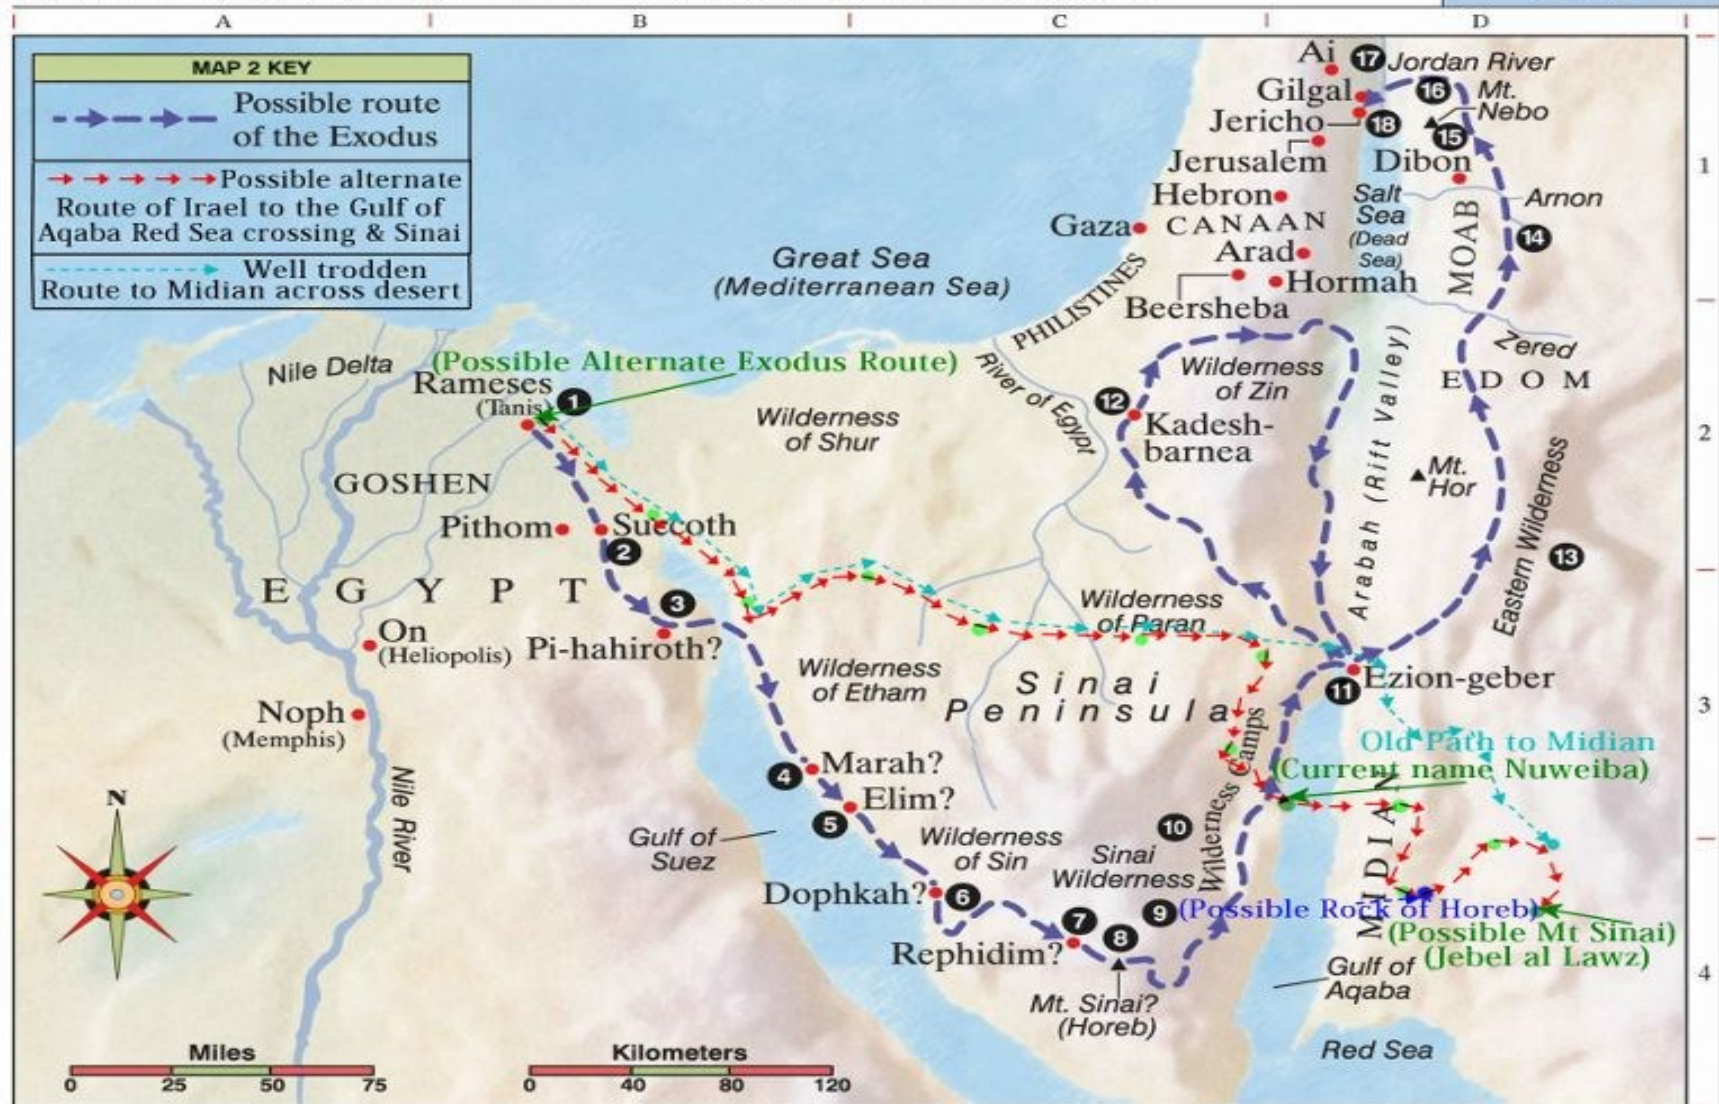 A
B
C
D
MAP 2 KEY
Possible route
of the Exodus
Possible alternate
Route of Irael to the Gulf of
Aqaba Red Sea crossing & Sinai
Well trodden
Route to Midian across desert
Ai
17
Jordan River
Gilgal
16
Mt.
Nebo
Jericho
18
15
Jerusalem
Dibon
1
Hebron
Salt
Sea
(Dead
Sea)
Arnon
Gaza
CANAAN
MOAB
14
Arad
Great Sea
(Mediterranean Sea)
Hormah
Beersheba
PHILISTINES
Zered
Nile Delta
(Possible Alternate Exodus Route)
Rameses
(Tanis)
1
River of Egypt
Wilderness
of Zin
Arabah (Rift Valley)
EDOM
Wilderness
of Shur
12
Kadesh-
barnea
2
GOSHEN
Mt.
Hor
Eastern Wilderness
Pithom
Succoth
2
13
EGYPT
3
Wilderness
of Paran
On
(Heliopolis)
Pi-hahiroth?
Wilderness
of Etham
Sinai
Peninsula
Ezion-geber
11
Noph
(Memphis)
3
Old Path to Midian
(Current name Nuweiba)
Marah?
4
Elim?
5
Nile River
N
Gulf of
Suez
Wilderness
of Sin
10
Sinai
Wilderness
Wilderness Camps
MIDIAN
Dophkah?
6
7
8
9
(Possible Rock of Horeb)
(Possible Mt Sinai)
(Jebel al Lawz)
Rephidim?
Gulf of
Aqaba
4
Mt. Sinai?
(Horeb)
Red Sea
Miles
0 25 50 75
Kilometers
0 40 80 120